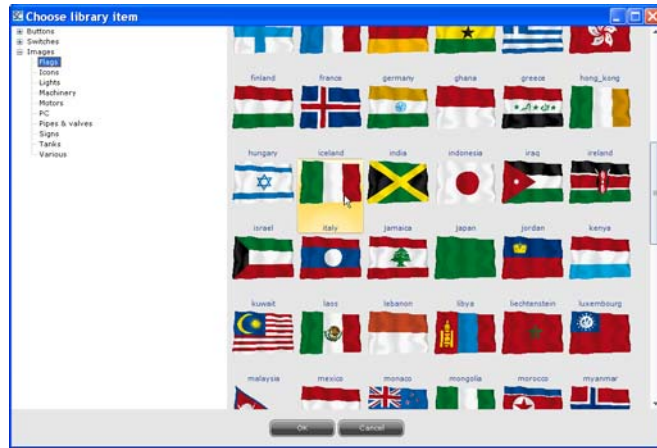 Choose library item
Buttons
Switches
Images
Flags
Icons
Lights
Machinery
Motors
PC
Pipes & valves
Signs
Tanks
Various
finland france germany ghana greece hong_kong
hungary iceland india indonesia iraq ireland
israel italy jamaica japan jordan kenya
kuwait laos lebanon libya liechtenstein luxembourg
malaysia mexico monaco mongolia morocco myanmar
OK Cancel